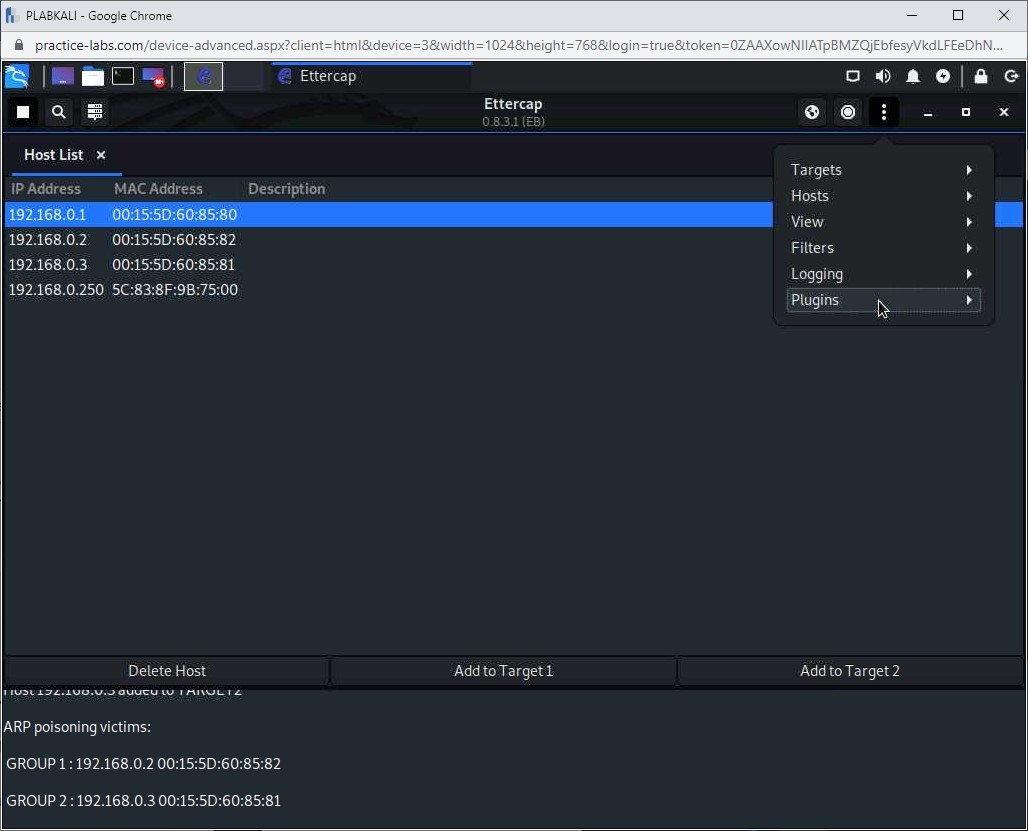 PLABKALI - Google Chrome
practice-labs.com/device-advanced.aspx?client=html&device=3&width=1024&height=768&login=true&token=0ZAAXowNIIATpBMZQjEbfesyVkdLFEeDhN...
Ettercap
Ettercap
0.8.3.1 (EB)
Host List ×
IP Address MAC Address Description
192.168.0.1 00:15:5D:60:85:80
192.168.0.2 00:15:5D:60:85:82
192.168.0.3 00:15:5D:60:85:81
192.168.0.250 5C:83:8F:9B:75:00
Targets
Hosts
View
Filters
Logging
Plugins
Delete Host Add to Target 1 Add to Target 2
Host 192.168.0.3 added to TARGET2
ARP poisoning victims:
GROUP 1 : 192.168.0.2 00:15:5D:60:85:82
GROUP 2 : 192.168.0.3 00:15:5D:60:85:81